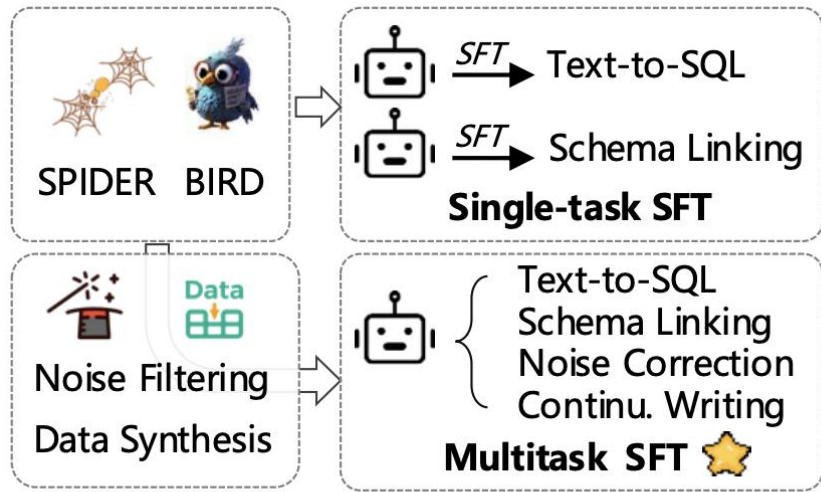 SPIDER BIRD
SFT Text-to-SQL
SFT Schema Linking
Single-task SFT
Data
Noise Filtering
Data Synthesis
Text-to-SQL
Schema Linking
Noise Correction
Continu. Writing
Multitask SFT